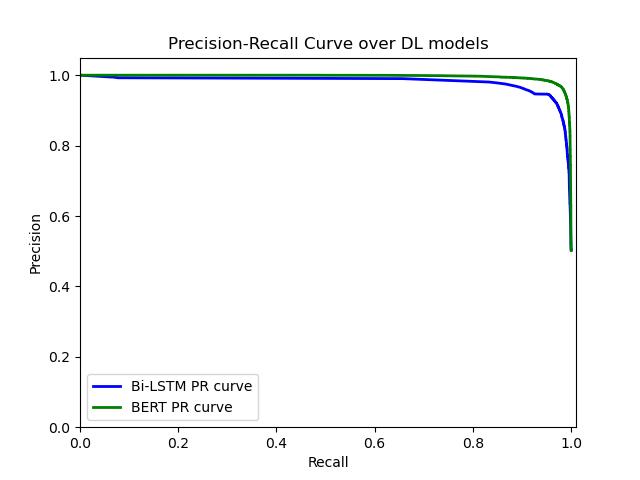 Precision-Recall Curve over DL models
1.0
0.8
0.6
0.4
0.2
0.0
Precision
Bi-LSTM PR curve
BERT PR curve
0.0 0.2 0.4 0.6 0.8 1.0
Recall